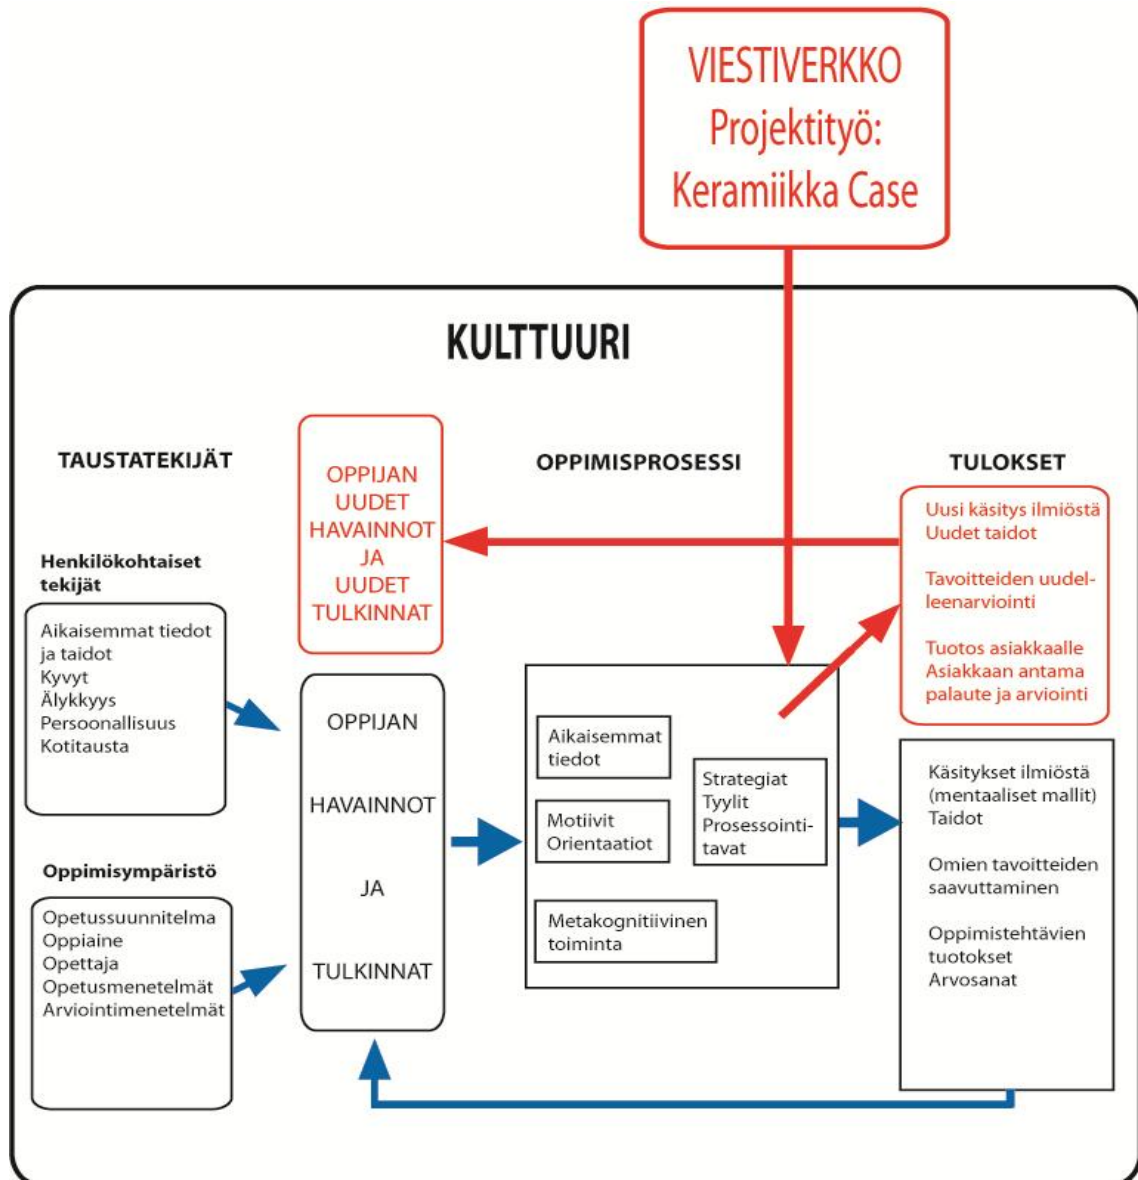 VIESTIVERKKO
Projektityö:
Keramiikka Case
KULTTUURI
TAUSTATEKIJÄT
Henkilökohtaiset
tekijät
Aikaisemmat tiedot
ja taidot
Kyvyt
Älykkyys
Persoonallisuus
Kotitausta
Oppimisympäristö
Opetussuunnitelma
Oppiaine
Opettaja
Opetusmenetelmät
Arviointimenetelmät
OPPIJAN
UUDET
HAVAINNOT
JA
UUDET
TULKINNAT
OPPIJAN
HAVAINNOT
JA
TULKINNAT
OPPIMISPROSESSI
Aikaisemmat
tiedot
Motiivit
Orientaatiot
Metakognitiivinen
toiminta
Strategiat
Tyylit
Prosessointi-
tavat
TULOKSET
Uusi käsitys ilmiöstä
Uudet taidot
Tavoitteiden uudel-
leenarviointi
Tuotos asiakkaalle
Asiakkaan antama
palaute ja arviointi
Käsitykset ilmiöstä
(mentaaliset mallit)
Taidot
Omien tavoitteiden
saavuttaminen
Oppimistehtävien
tuotokset
Arvosanat